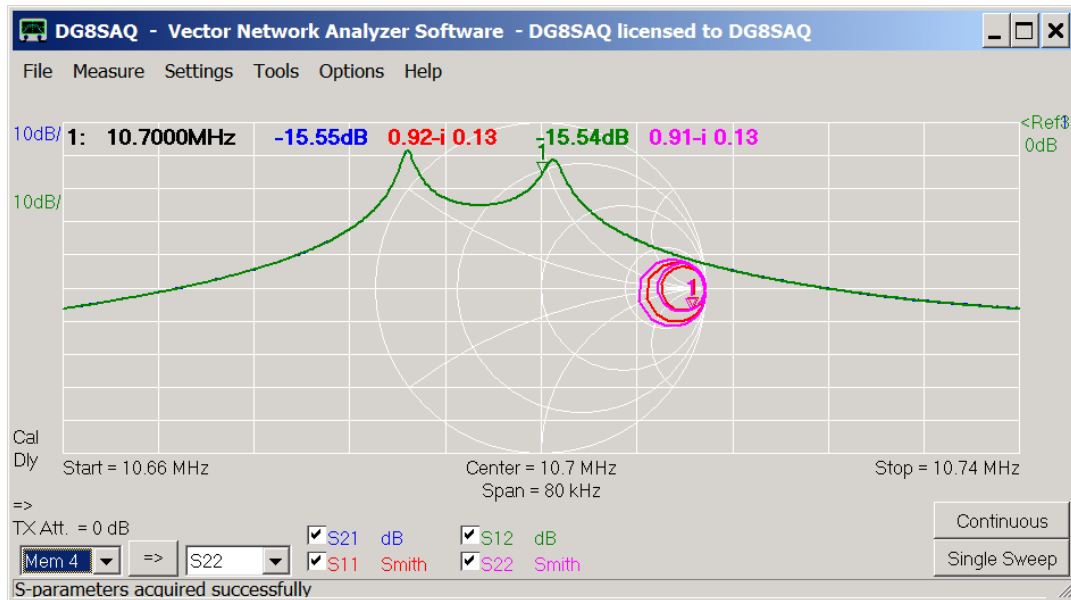 DG8SAQ - Vector Network Analyzer Software - DG8SAQ licensed to DG8SAQ
File Measure Settings Tools Options Help
10dB/ 1: 10.7000MHz -15.55dB 0.92-i 0.13 -15.54dB 0.91-i 0.13 <Ref
0dB
1
10dB/
1
Cal
Dly
Start = 10.66 MHz Center = 10.7 MHz Stop = 10.74 MHz
Span = 80 kHz
=>
TX Att. = 0 dB
S21 dB S12 dB Continuous
Mem 4 => S22 S11 Smith S22 Smith Single Sweep
S-parameters acquired successfully